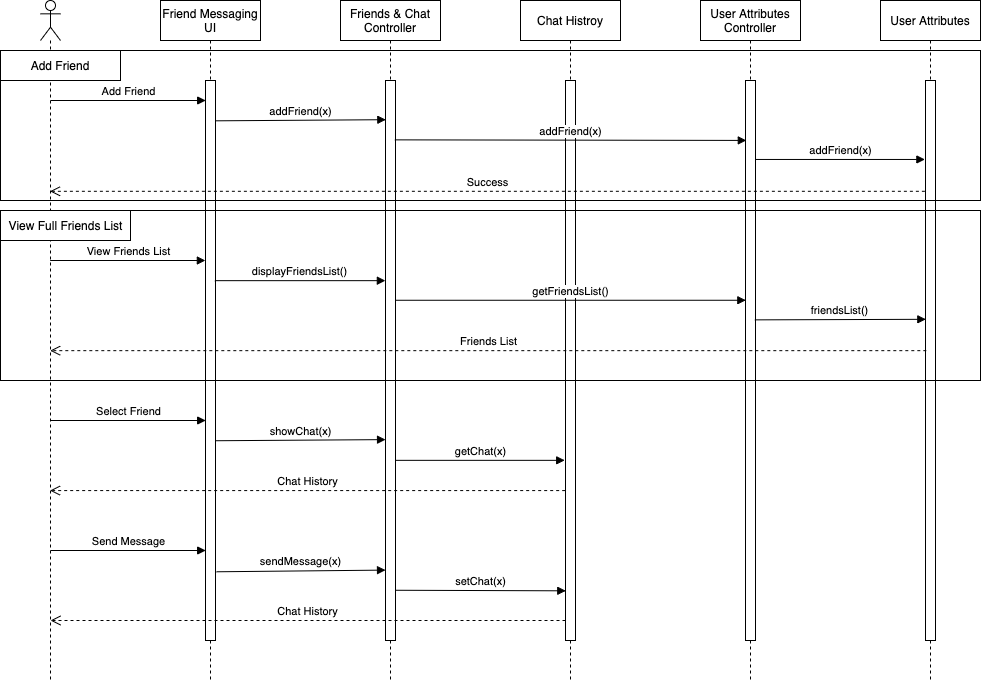 Friend Messaging
UI
Friends & Chat
Controller
Chat Histroy
User Attributes
Controller
User Attributes
Add Friend
Add Friend
addFriend(x)
addFriend(x)
addFriend(x)
Success
View Full Friends List
View Friends List
displayFriendsList()
getFriendsList()
friendsList()
Friends List
Select Friend
showChat(x)
getChat(x)
Chat History
Send Message
sendMessage(x)
setChat(x)
Chat History